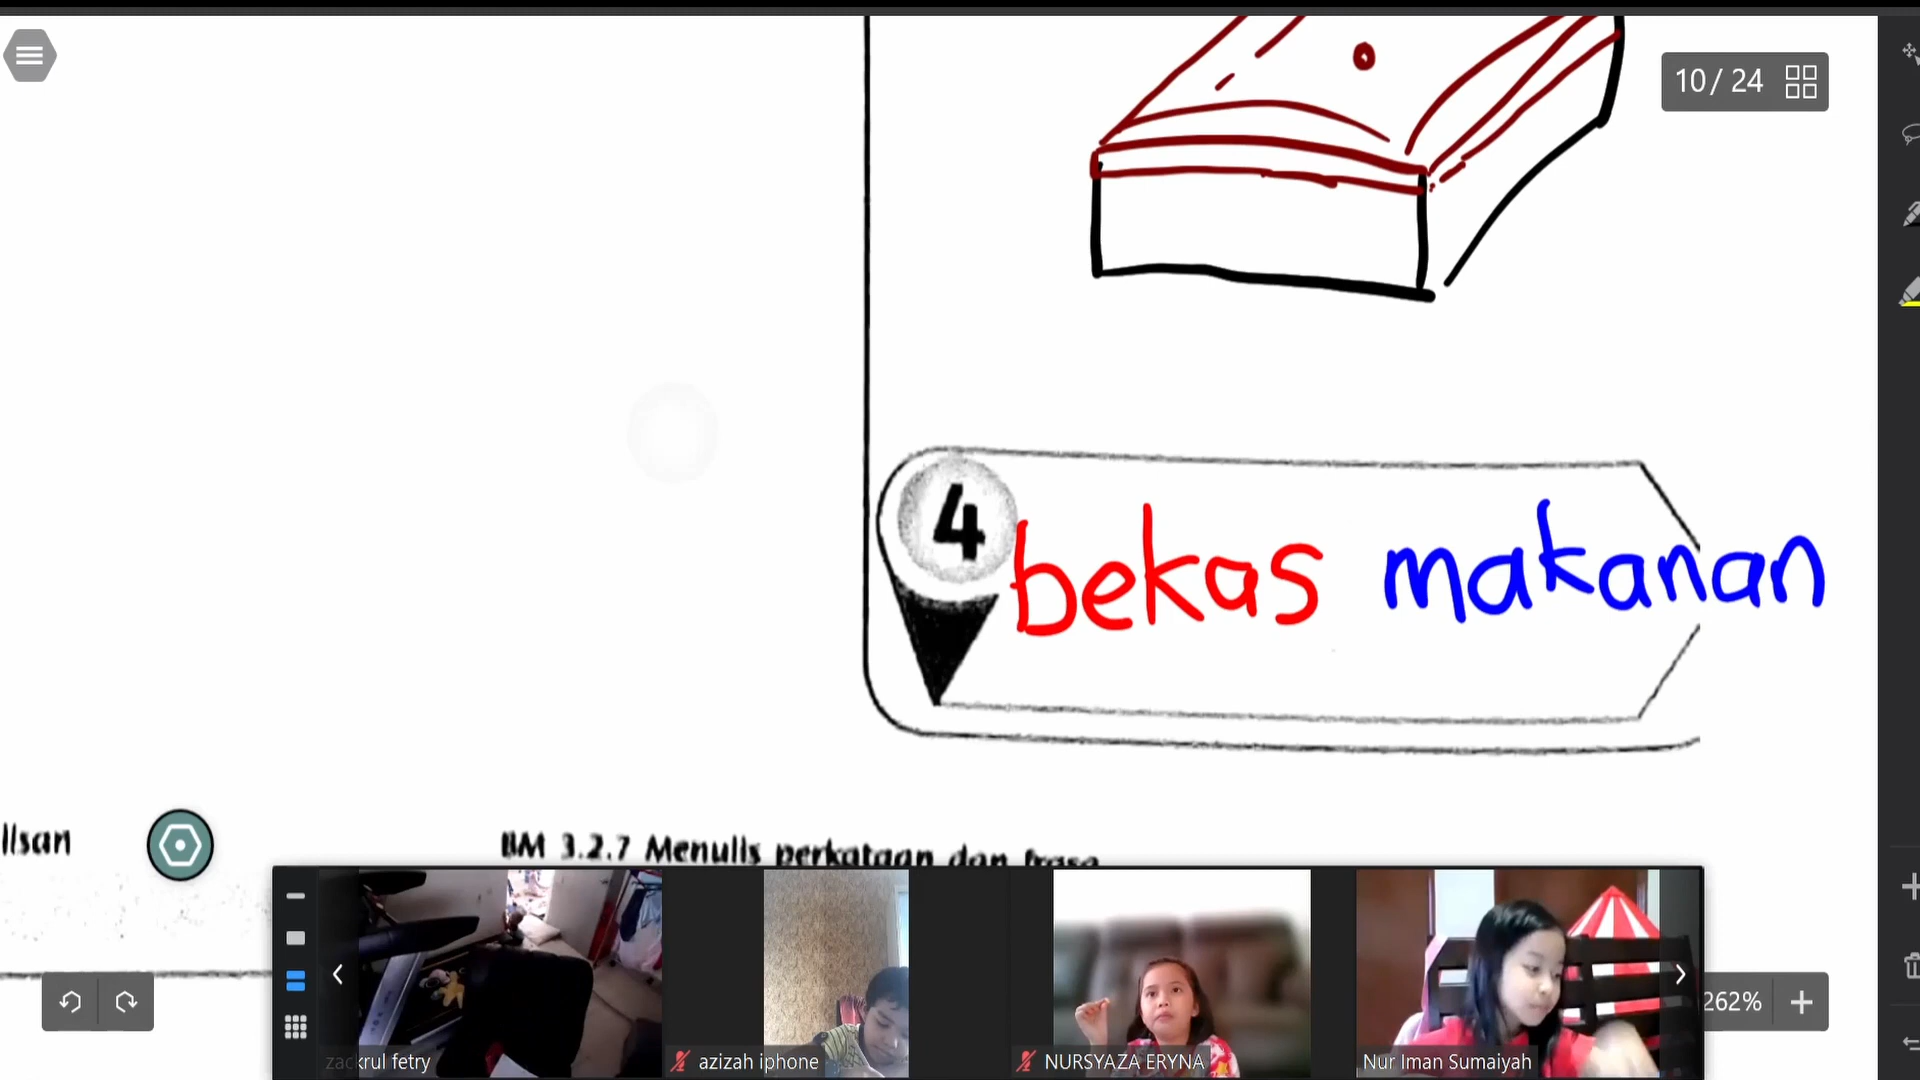 10/ 24
4 bekas makanan
lisan
BM 3.2.7 Menulis perkataan dan frasa
262%
zackrul fetry
azizah iphone
NURSYAZA ERYNA
Nur Iman Sumaiyah